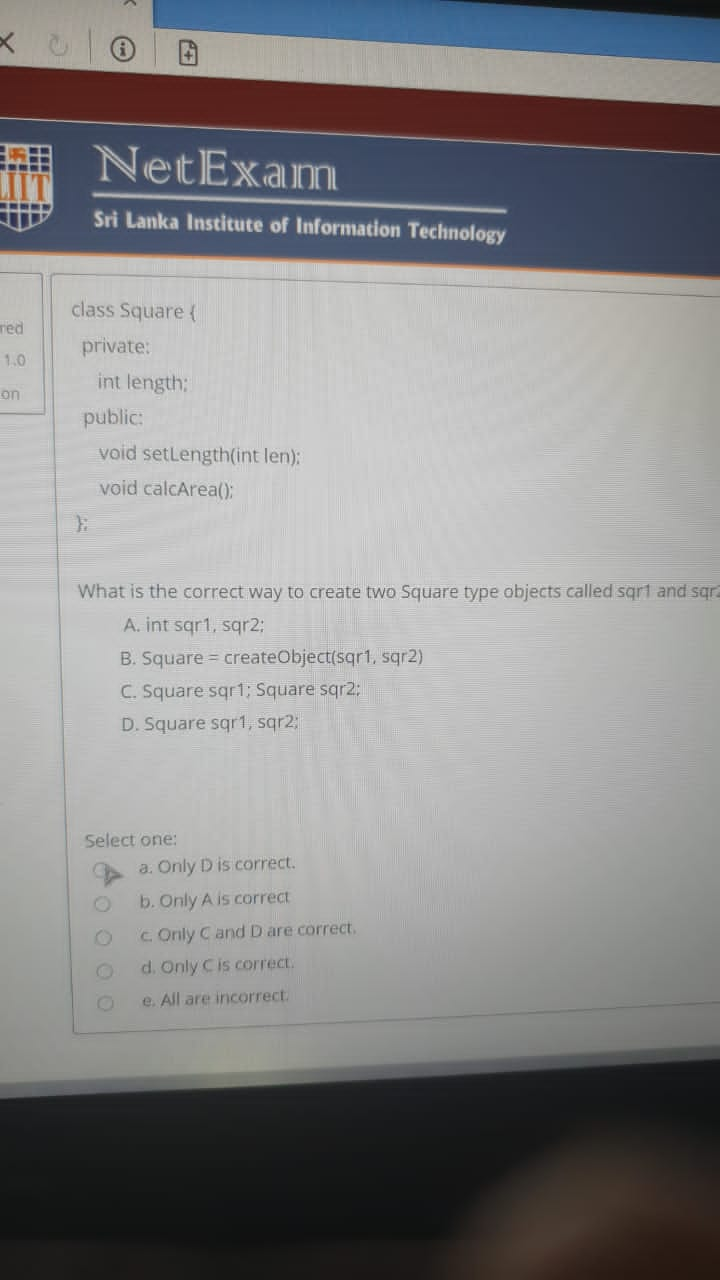 LIIT
NetExam
Sri Lanka Institute of Information Technology
red
1.0
on
class Square {
private:
int length;
public:
void setLength(int len);
void calcArea();
};
What is the correct way to create two Square type objects called sqr1 and sqr2
A. int sqr1, sqr2;
B. Square = createObject(sqr1, sqr2)
C. Square sqr1; Square sqr2;
D. Square sqr1, sqr2;
Select one:
a. Only D is correct.
b. Only A is correct
c. Only C and D are correct.
d. Only C is correct.
e. All are incorrect.